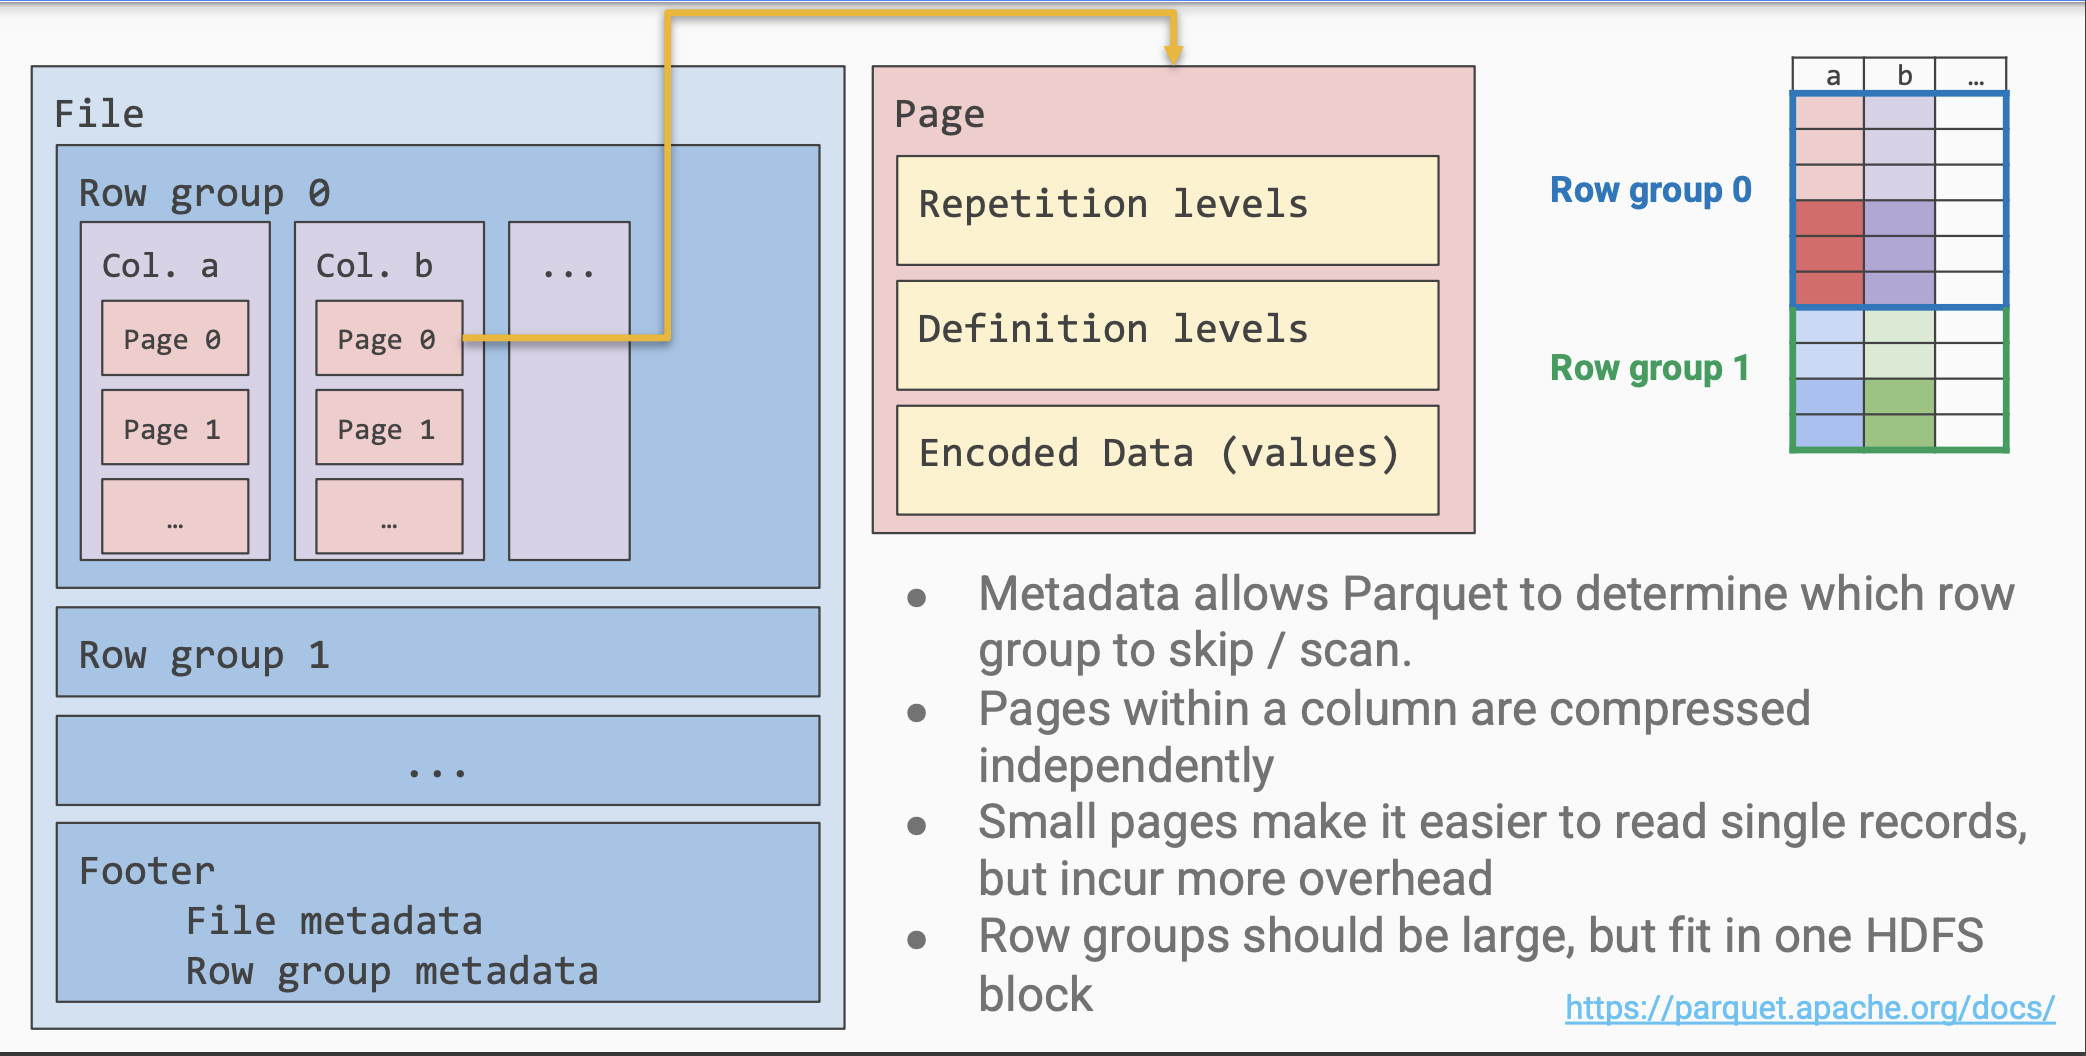 File
Row group 0
Col. a
Page 0
Page 1
…
Col. b
Page 0
Page 1
…
...
Row group 1
...
Footer
File metadata
Row group metadata
Page
Repetition levels
Definition levels
Encoded Data (values)
a b …
Row group 0
Row group 1
● Metadata allows Parquet to determine which row
group to skip / scan.
● Pages within a column are compressed
independently
● Small pages make it easier to read single records,
but incur more overhead
● Row groups should be large, but fit in one HDFS
block
https://parquet.apache.org/docs/